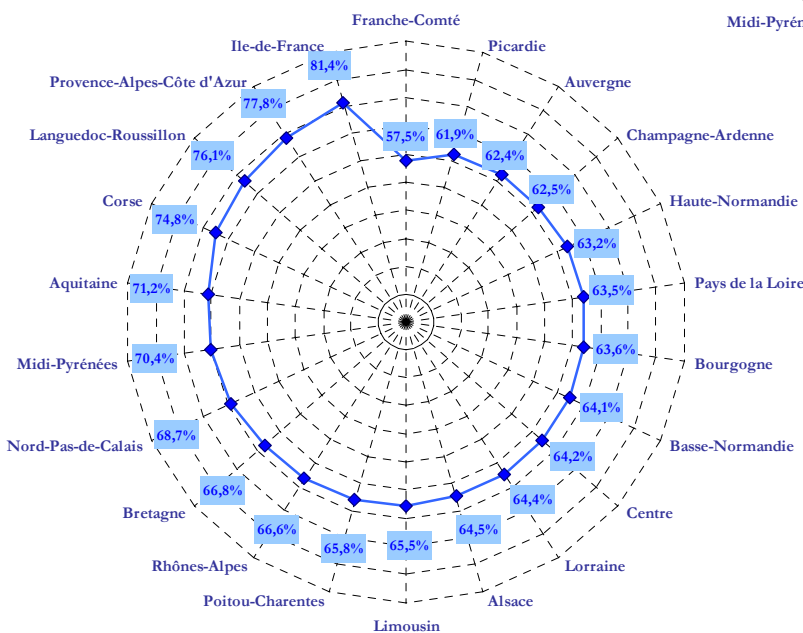 Franche-Comté
Midi-Pyrén
Ile-de-France
Picardie
81,4%
Provence-Alpes-Côte d'Azur
Auvergne
77,8%
Languedoc-Roussillon
57,5%
61,9%
Champagne-Ardenne
76,1%
62,4%
62,5%
Corse
Haute-Normandie
74,8%
63,2%
Aquitaine
71,2%
63,5%
Pays de la Loire
Midi-Pyrénées
70,4%
63,6%
Bourgogne
64,1%
Nord-Pas-de-Calais
68,7%
Basse-Normandie
64,2%
66,8%
64,4%
Bretagne
Centre
66,6%
64,5%
65,8%
65,5%
Rhônes-Alpes
Lorraine
Poitou-Charentes
Alsace
Limousin